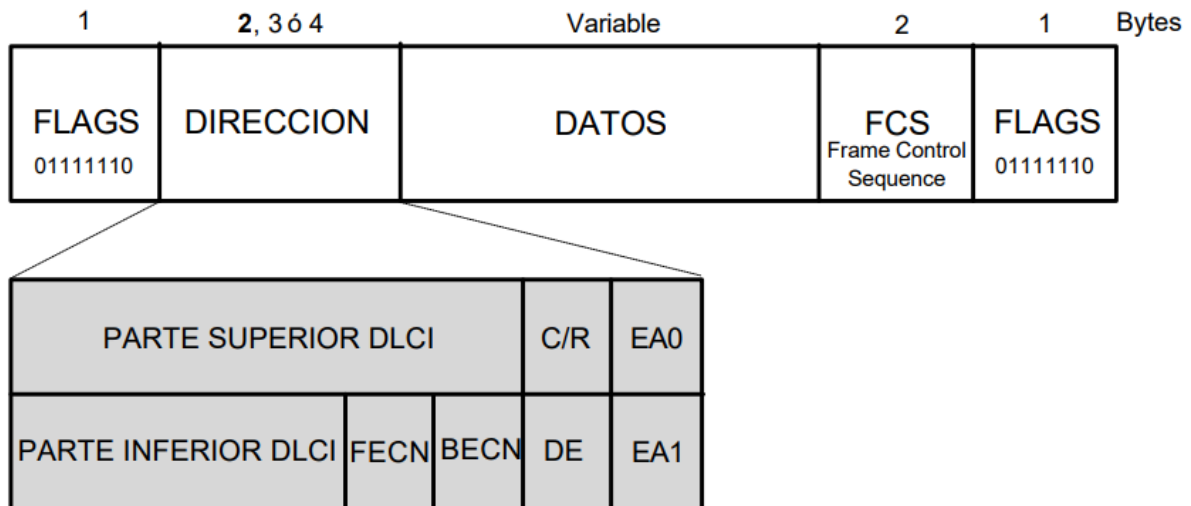 1 2, 3 ó 4 Variable 2 1 Bytes
FLAGS DIRECCION DATOS FCS FLAGS
01111110 Frame Control 01111110
Sequence
PARTE SUPERIOR DLCI C/R EA0
PARTE INFERIOR DLCI FECN BECN DE EA1